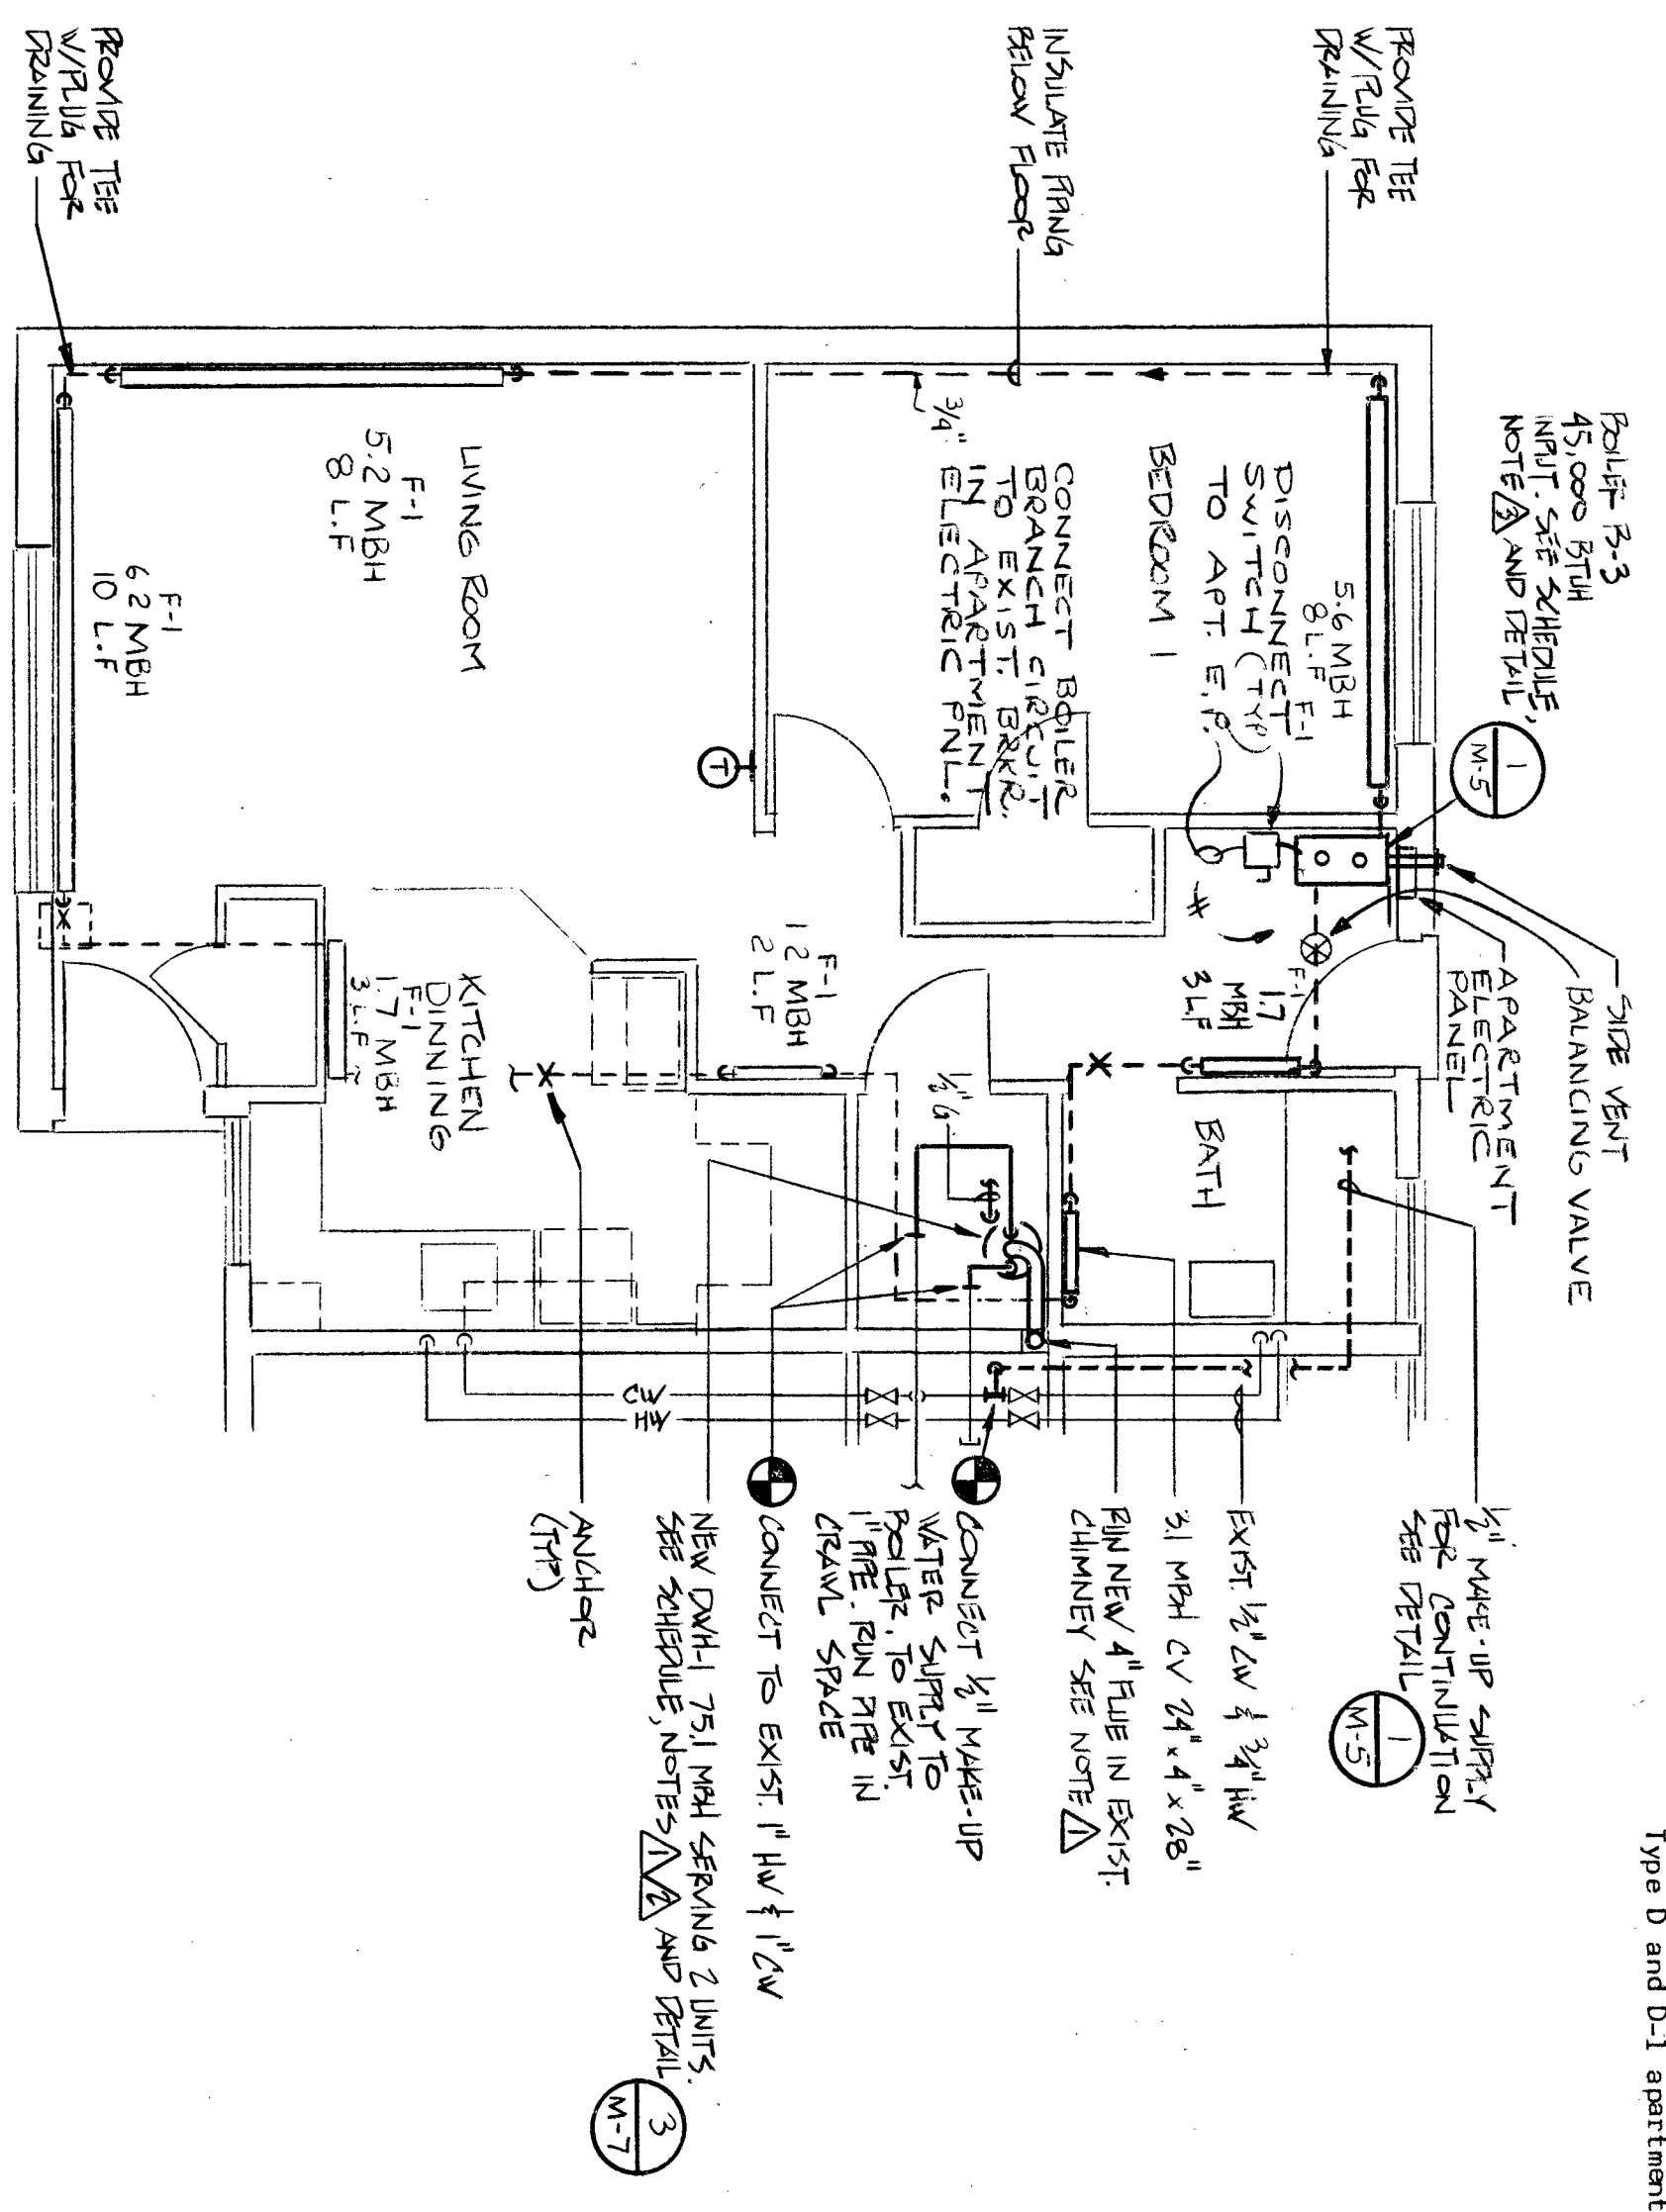 Type D and D-1 apartment
BOILER B-3
45,000 BTUH
INPUT. SEE SCHEDULE,
NOTE 3 AND DETAIL
1
M-5
SIDE VENT
BALANCING VALVE
APARTMENT
ELECTRIC
PANEL
1/2" MAKE-UP SUPPLY
FOR CONTINUATION
SEE DETAIL
1
M-5
PROVIDE TEE
W/PLUG FOR
DRAINING
5.6 MBH
8 L.F F-1
DISCONNECT
SWITCH (TYP)
TO APT. E.P.
BEDROOM 1
CONNECT BOILER
BRANCH CIRCUIT
TO EXIST. BRKR.
IN APARTMENT
ELECTRIC PNL.
3/4"
F-1
1.7
MBH
3 L.F
BATH
EXIST. 1/2" CW & 3/4" HW
3.1 MBH CV 24" x 4" x 28"
RUN NEW 4" FLUE IN EXIST.
CHIMNEY SEE NOTE 1
INSULATE PIPING
BELOW FLOOR
1/2" G
CONNECT 1/2" MAKE-UP
WATER SUPPLY TO
BOILER, TO EXIST.
1" PIPE. RUN PIPE IN
CRAWL SPACE
T
F-1
1.2 MBH
2 L.F
CONNECT TO EXIST. 1" HW & 1" CW
NEW DWH-1 75.1 MBH SERVING 2 UNITS.
SEE SCHEDULE, NOTES 1 2 AND DETAIL
3
M-7
CW
HW
ANCHOR
(TYP.)
LIVING ROOM
F-1
5.2 MBH
8 L.F
KITCHEN
DINNING
F-1
1.7 MBH
3 L.F
F-1
6.2 MBH
10 L.F
PROVIDE TEE
W/PLUG FOR
DRAINING